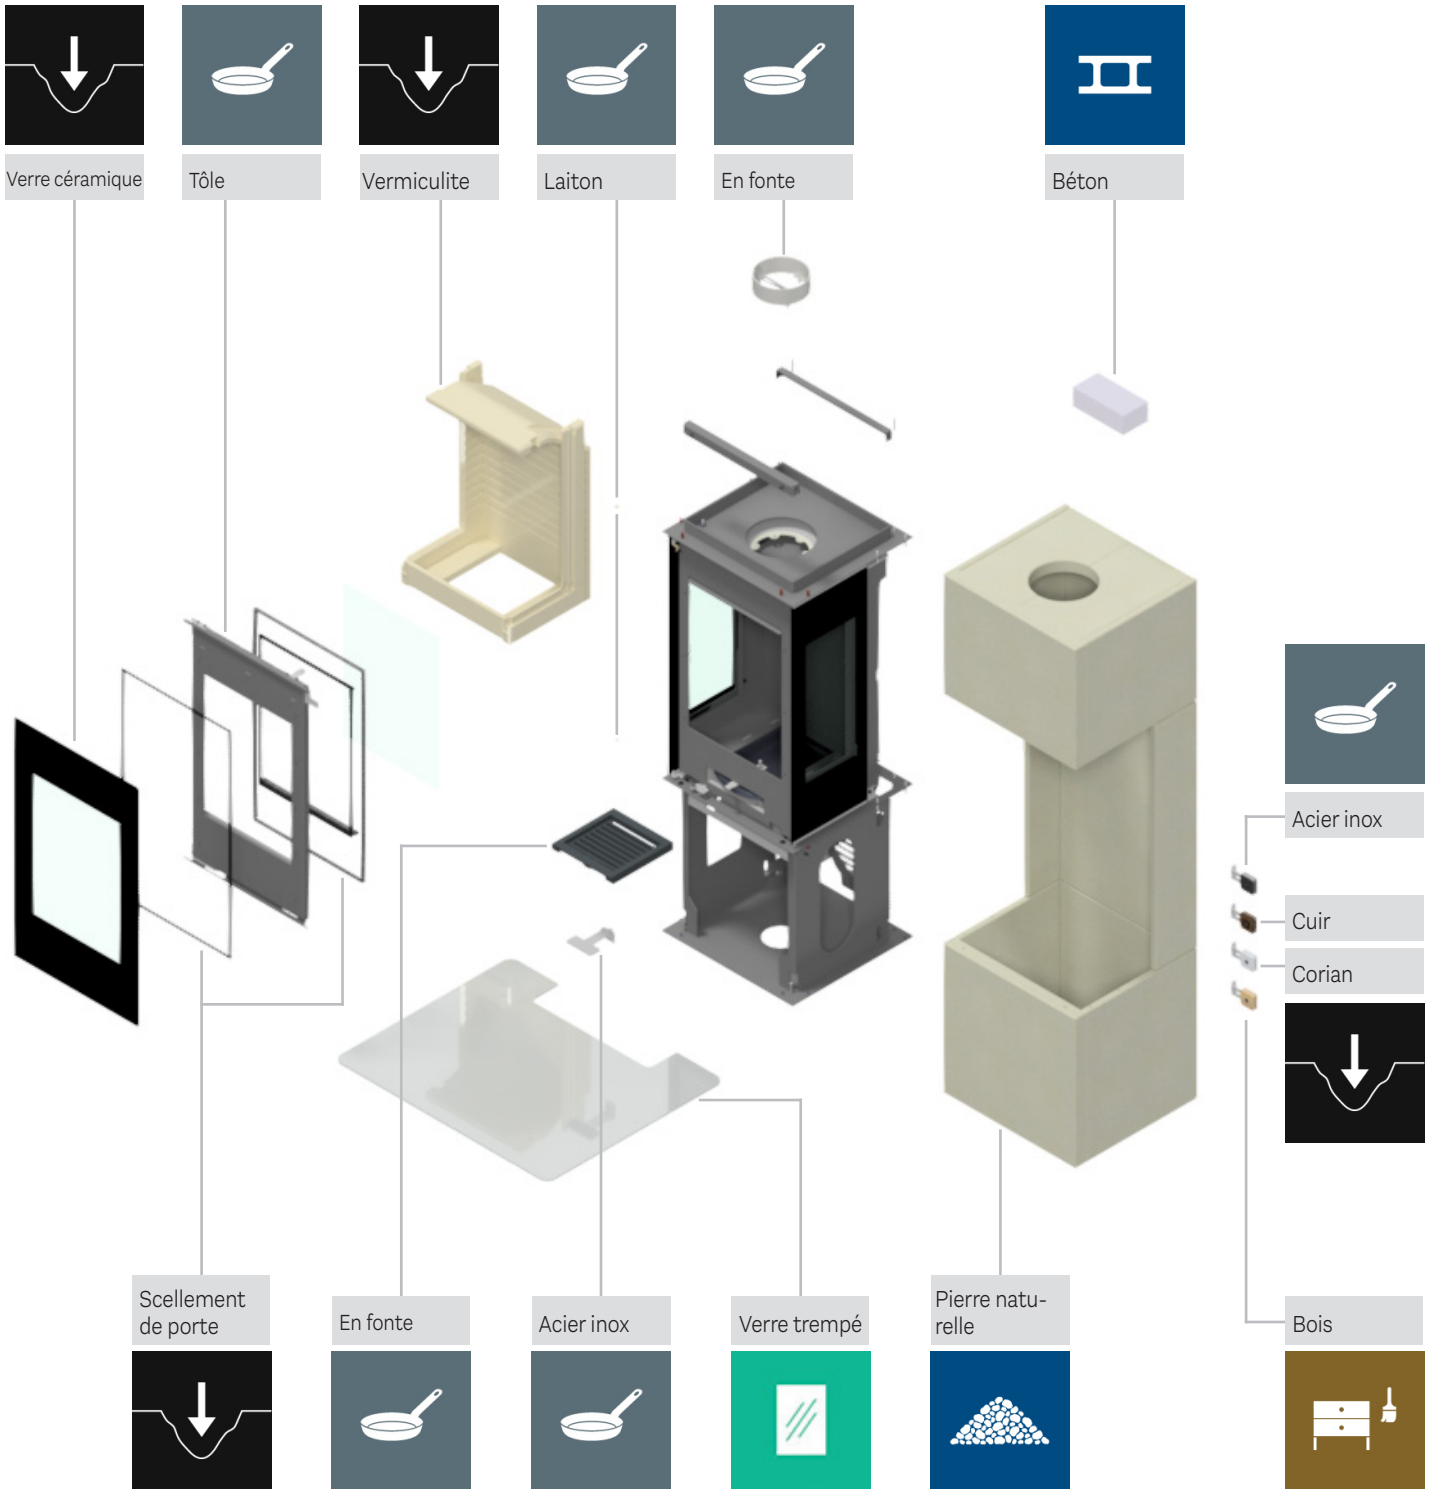 Verre céramique
Tôle
Vermiculite
Laiton
En fonte
Béton
Acier inox
Cuir
Corian
Scellement
de porte
En fonte
Acier inox
Verre trempé
Pierre natu-
relle
Bois